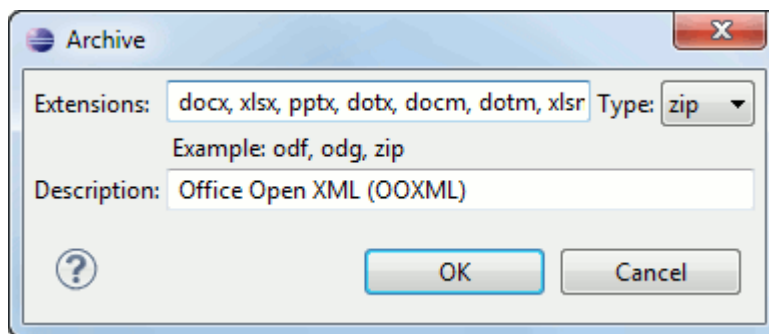 Archive
Extensions: docx, xlsx, pptx, dotx, docm, dotm, Type: zip
Example: odf, odg, zip
Description: Office Open XML (OOXML)
? OK Cancel